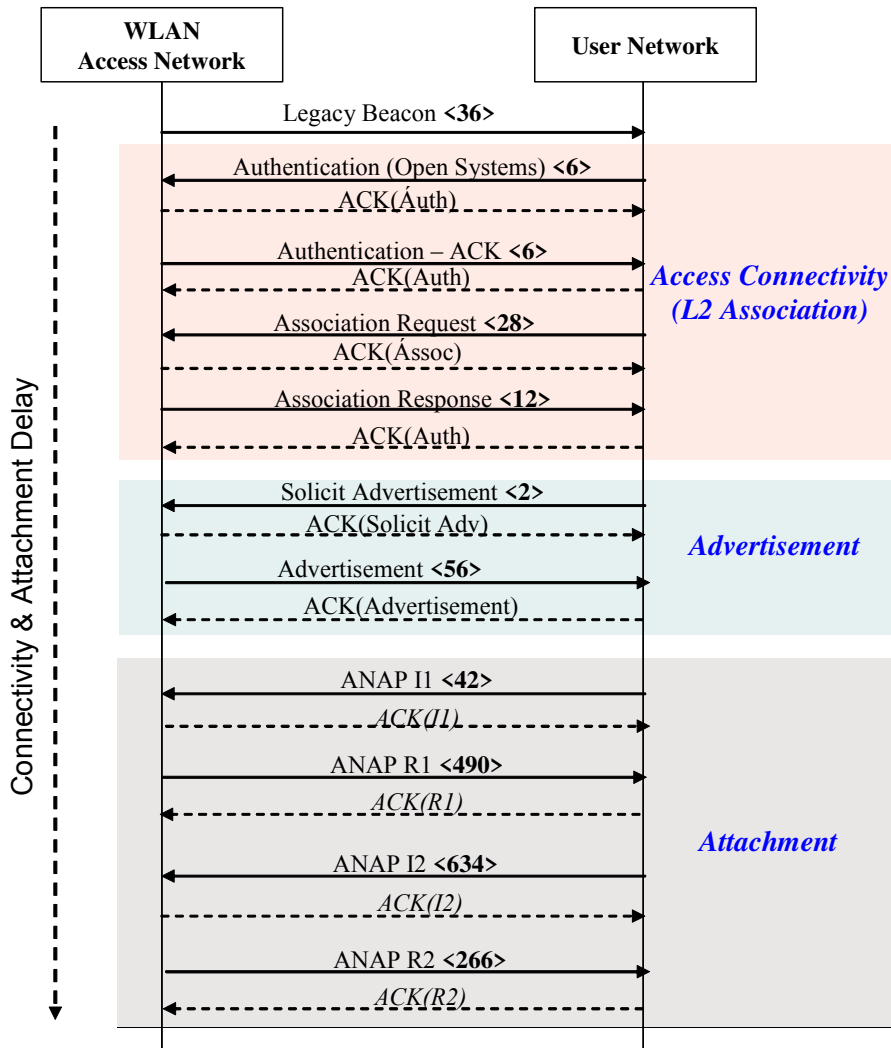 WLAN
Access Network
User Network
Legacy Beacon <36>
Authentication (Open Systems) <6>
ACK(Áuth)
Authentication – ACK <6>
ACK(Auth)
Access Connectivity
(L2 Association)
Association Request <28>
ACK(Ássoc)
Association Response <12>
ACK(Auth)
Connectivity & Attachment Delay
Solicit Advertisement <2>
ACK(Solicit Adv)
Advertisement
Advertisement <56>
ACK(Advertisement)
ANAP I1 <42>
ACK(I1)
ANAP R1 <490>
ACK(R1)
Attachment
ANAP I2 <634>
ACK(I2)
ANAP R2 <266>
ACK(R2)